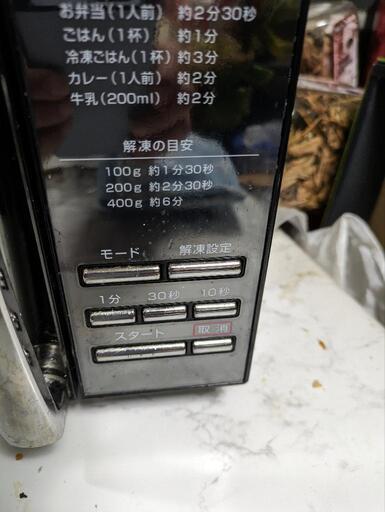 お弁当(1人前) 約2分30秒
ごはん(1杯) 約1分
冷凍ごはん(1杯) 約3分
カレー(1人前) 約2分
牛乳(200ml) 約2分
解凍の目安
100g 約1分30秒
200g 約2分30秒
400g 約6分
モード 解凍設定
1分 30秒 10秒
スタート 取消